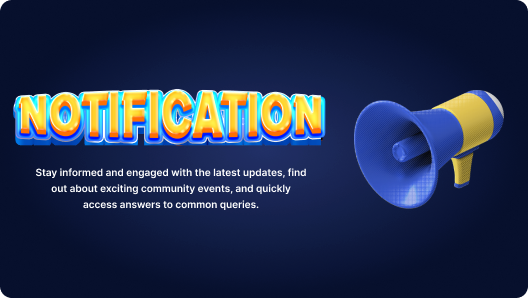 NOTIFICATION
Stay informed and engaged with the latest updates, find
out about exciting community events, and quickly
access answers to common queries.